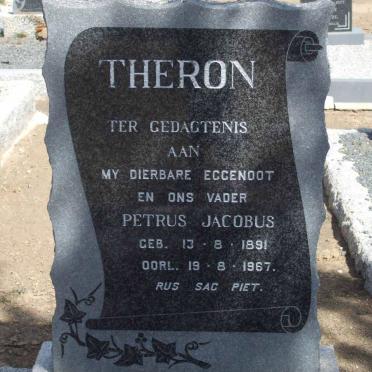 THERON
TER GEDAGTENIS
AAN
MY DIERBARE EGGENOOT
EN ONS VADER
PETRUS JACOBUS
GEB. 13-8-1891
OORL. 19-8-1967.
RUS SAG PIET.